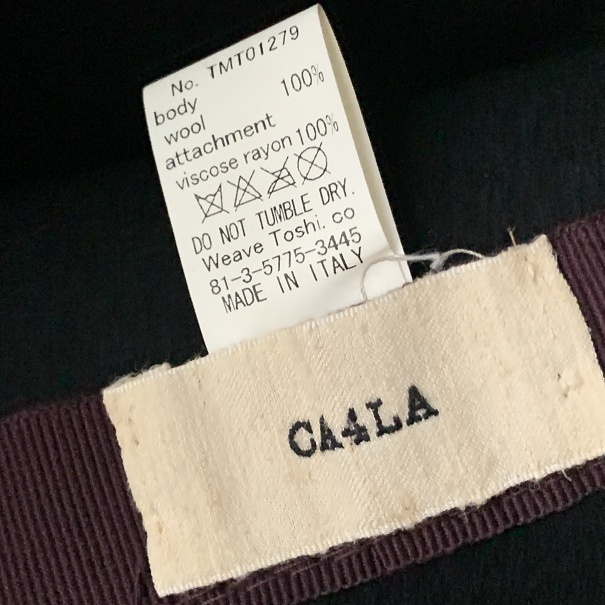 No. TMT01279
body 100%
wool
attachment
viscose rayon 100%
DO NOT TUMBLE DRY.
Weave Toshi. co
81-3-5775-3445
MADE IN ITALY
CA4LA